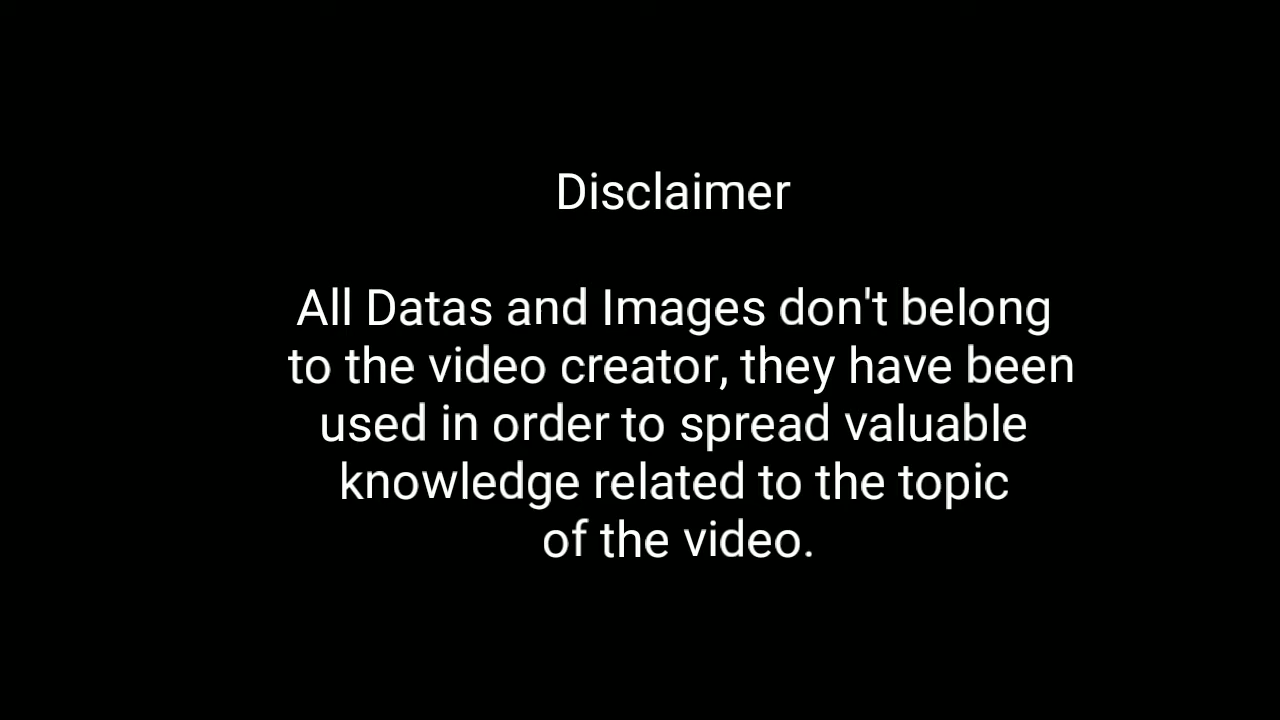 Disclaimer
All Datas and Images don't belong
to the video creator, they have been
used in order to spread valuable
knowledge related to the topic
of the video.